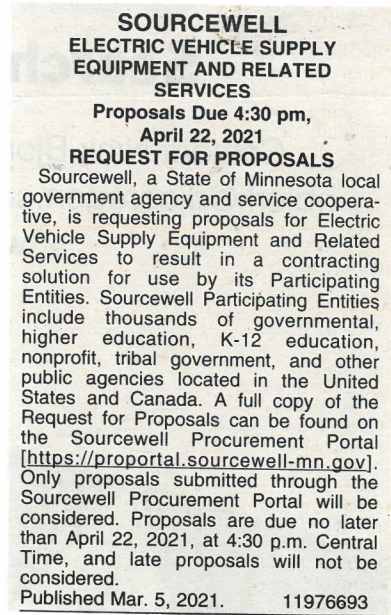 SOURCEWELL
ELECTRIC VEHICLE SUPPLY
EQUIPMENT AND RELATED
SERVICES
Proposals Due 4:30 pm,
April 22, 2021
REQUEST FOR PROPOSALS
Sourcewell, a State of Minnesota local
government agency and service coopera-
tive, is requesting proposals for Electric
Vehicle Supply Equipment and Related
Services to result in a contracting
solution for use by its Participating
Entities. Sourcewell Participating Entities
include thousands of governmental,
higher education, K-12 education,
nonprofit, tribal government, and other
public agencies located in the United
States and Canada. A full copy of the
Request for Proposals can be found on
the Sourcewell Procurement Portal
[https://proportal.sourcewell-mn.gov].
Only proposals submitted through the
Sourcewell Procurement Portal will be
considered. Proposals are due no later
than April 22, 2021, at 4:30 p.m. Central
Time, and late proposals will not be
considered.
Published Mar. 5, 2021. 11976693